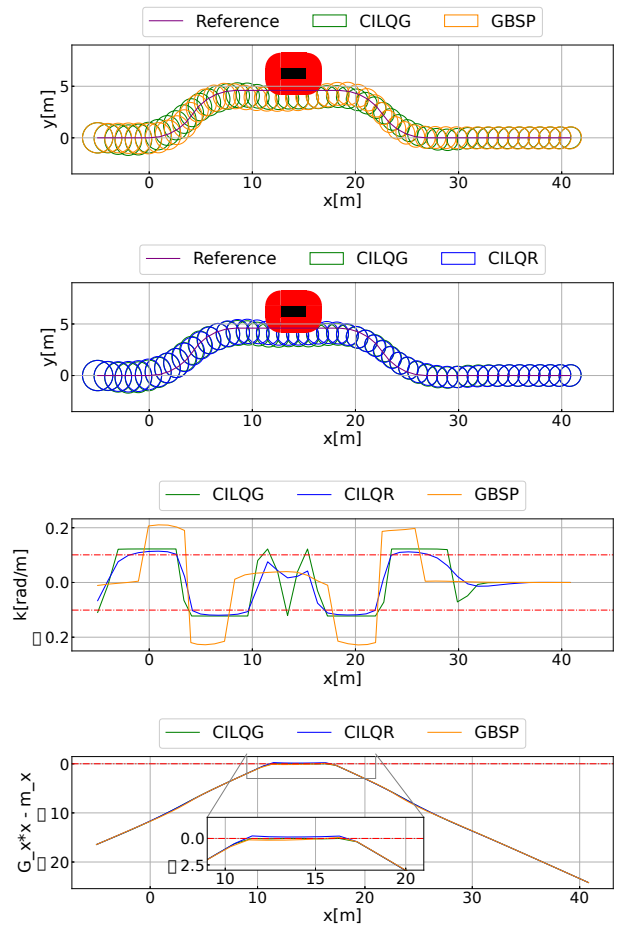 Reference CILQG GBSP
5
0
y[m]
0 10 20 30 40
x[m]
Reference CILQG CILQR
5
0
y[m]
0 10 20 30 40
x[m]
CILQG CILQR GBSP
0.2
0.0
▯ 0.2
k[rad/m]
0 10 20 30 40
x[m]
CILQG CILQR GBSP
0
▯ 10
▯ 20
G_x*x - m_x
0.0
▯ 2.5
10 15 20
0 10 20 30 40
x[m]